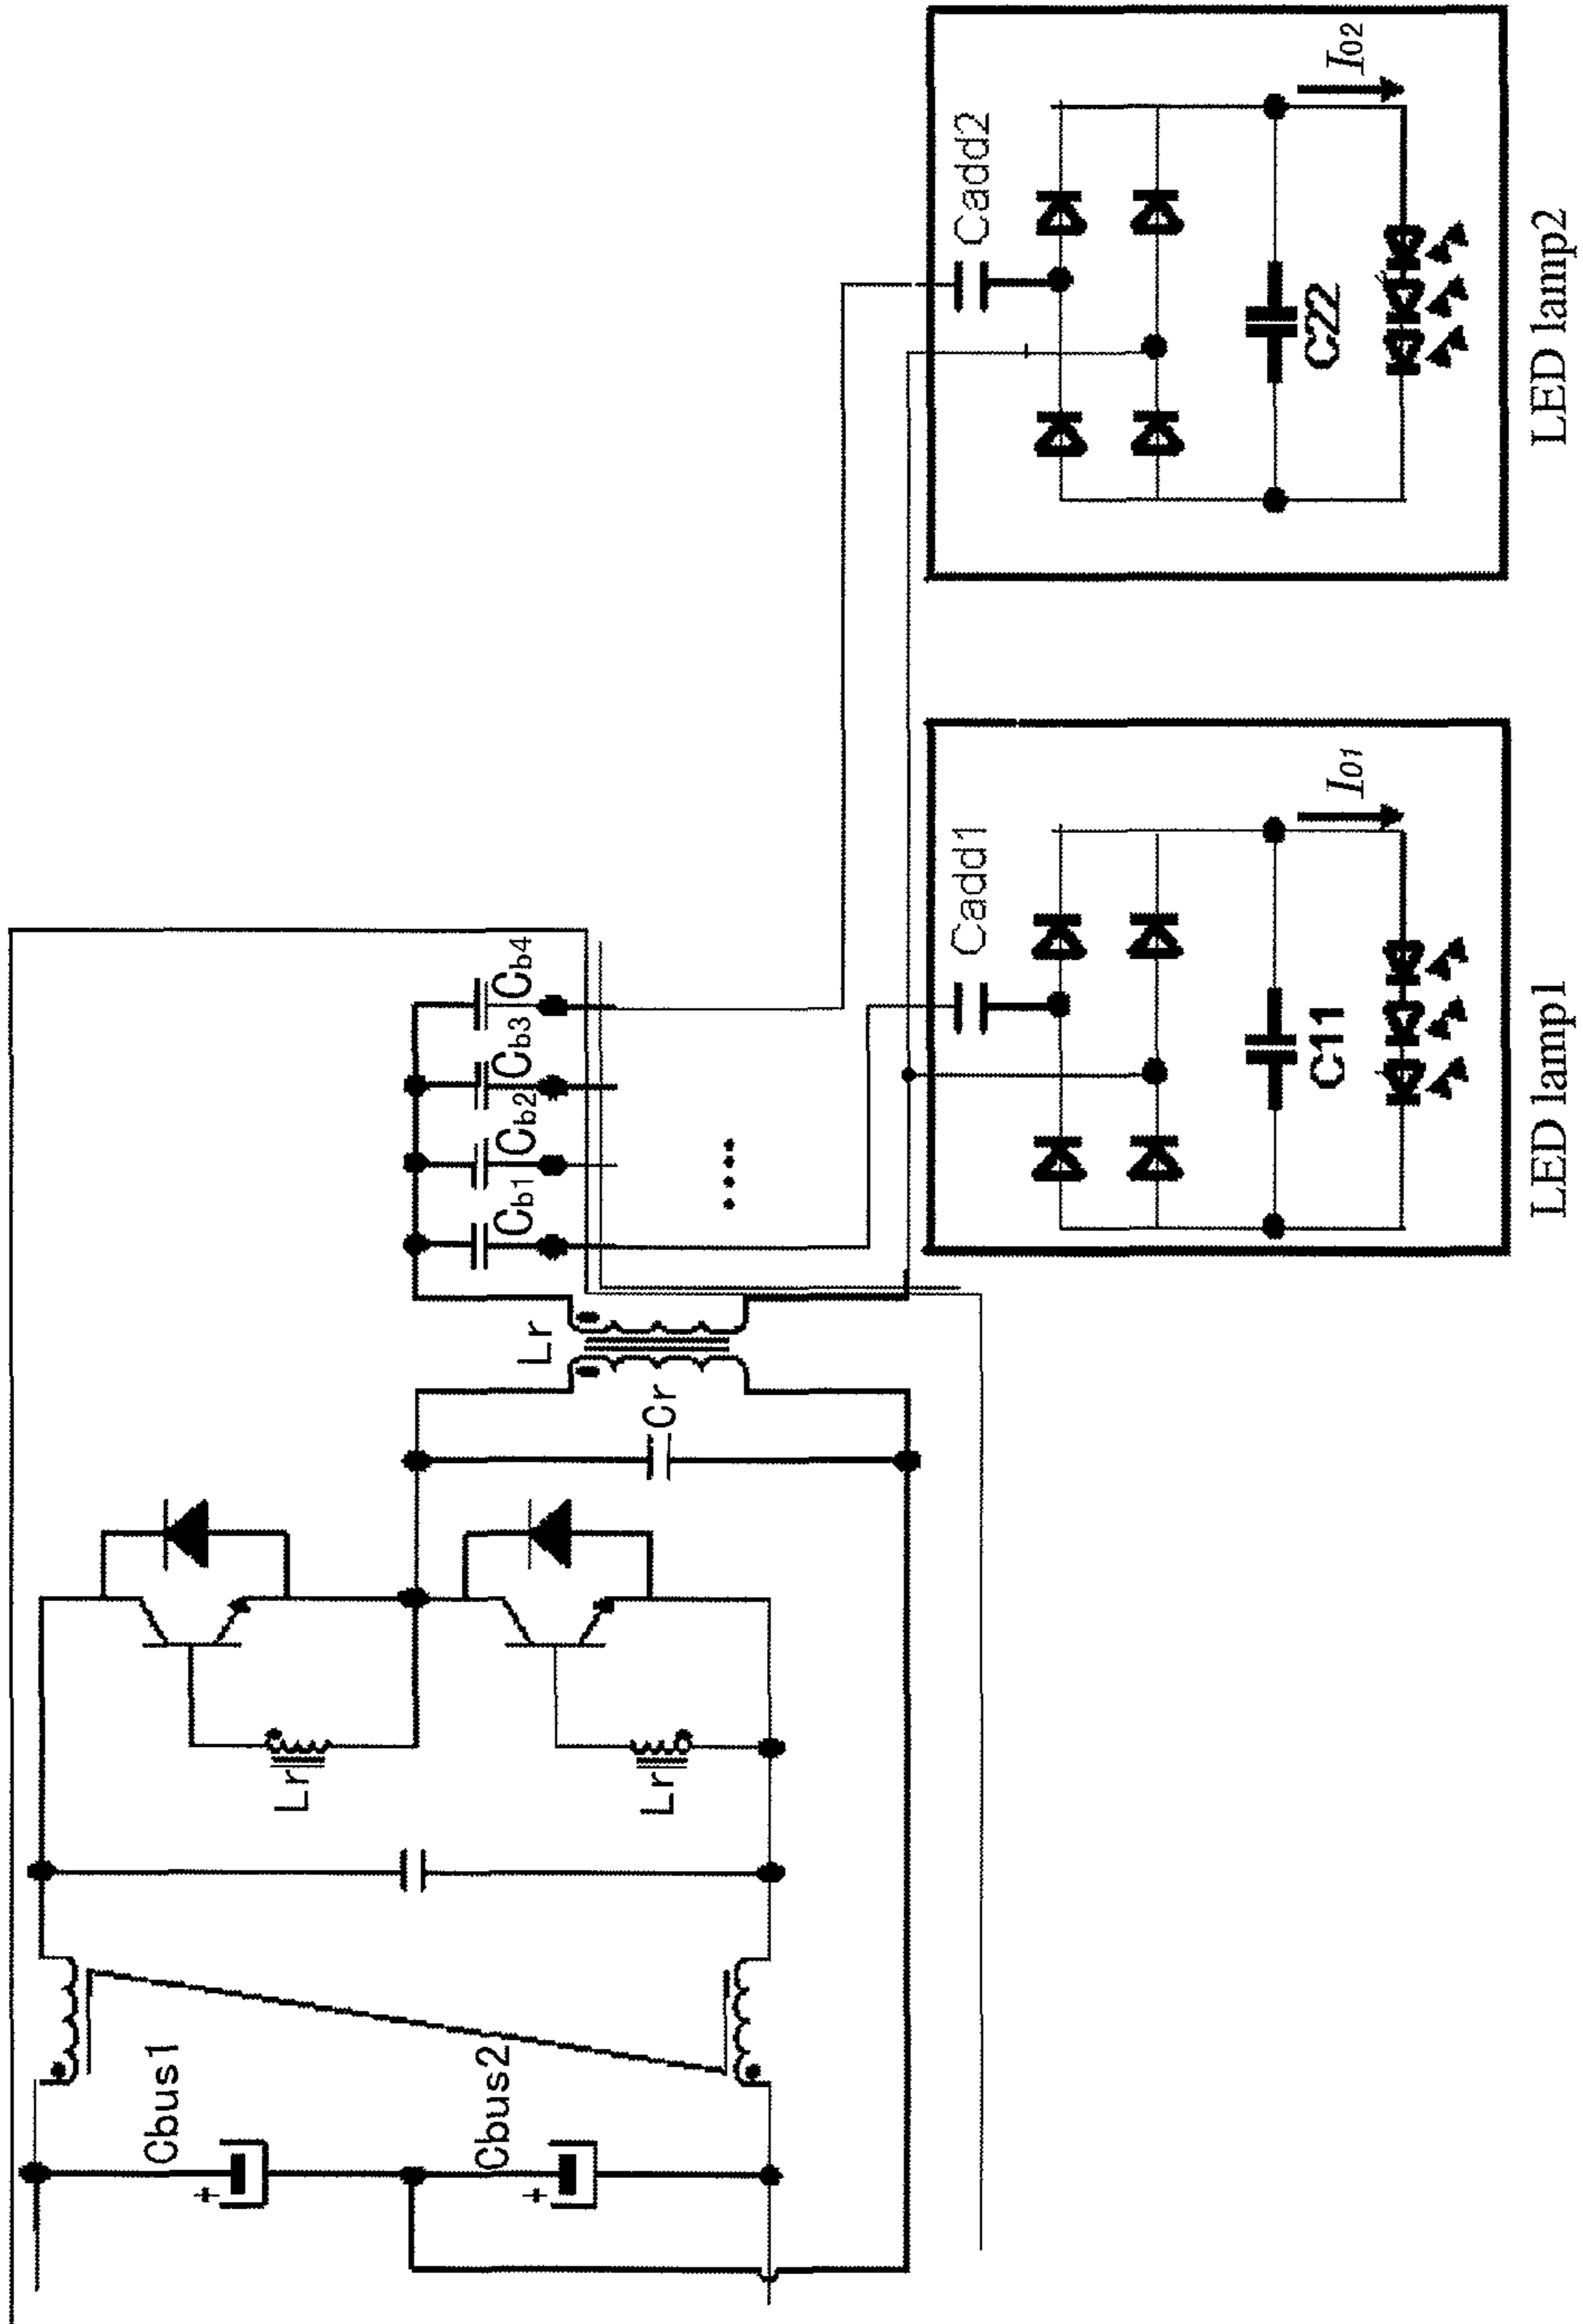 Cbus1
Cbus2
Lr
Lr
Cr
Lr
Cb1
Cb2
Cb3
Cb4
....
Cadd1
C11
I01
LED lamp1
Cadd2
C22
I02
LED lamp2